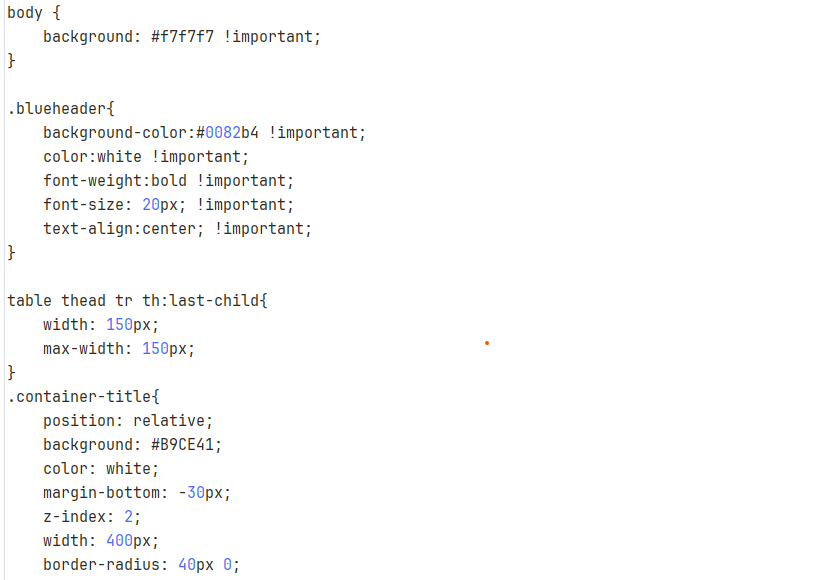 body {
    background: #f7f7f7 !important;
}

.blueheader{
    background-color:#0082b4 !important;
    color:white !important;
    font-weight:bold !important;
    font-size: 20px; !important;
    text-align:center; !important;
}

table thead tr th:last-child{
    width: 150px;
    max-width: 150px;
}
.container-title{
    position: relative;
    background: #B9CE41;
    color: white;
    margin-bottom: -30px;
    z-index: 2;
    width: 400px;
    border-radius: 40px 0;